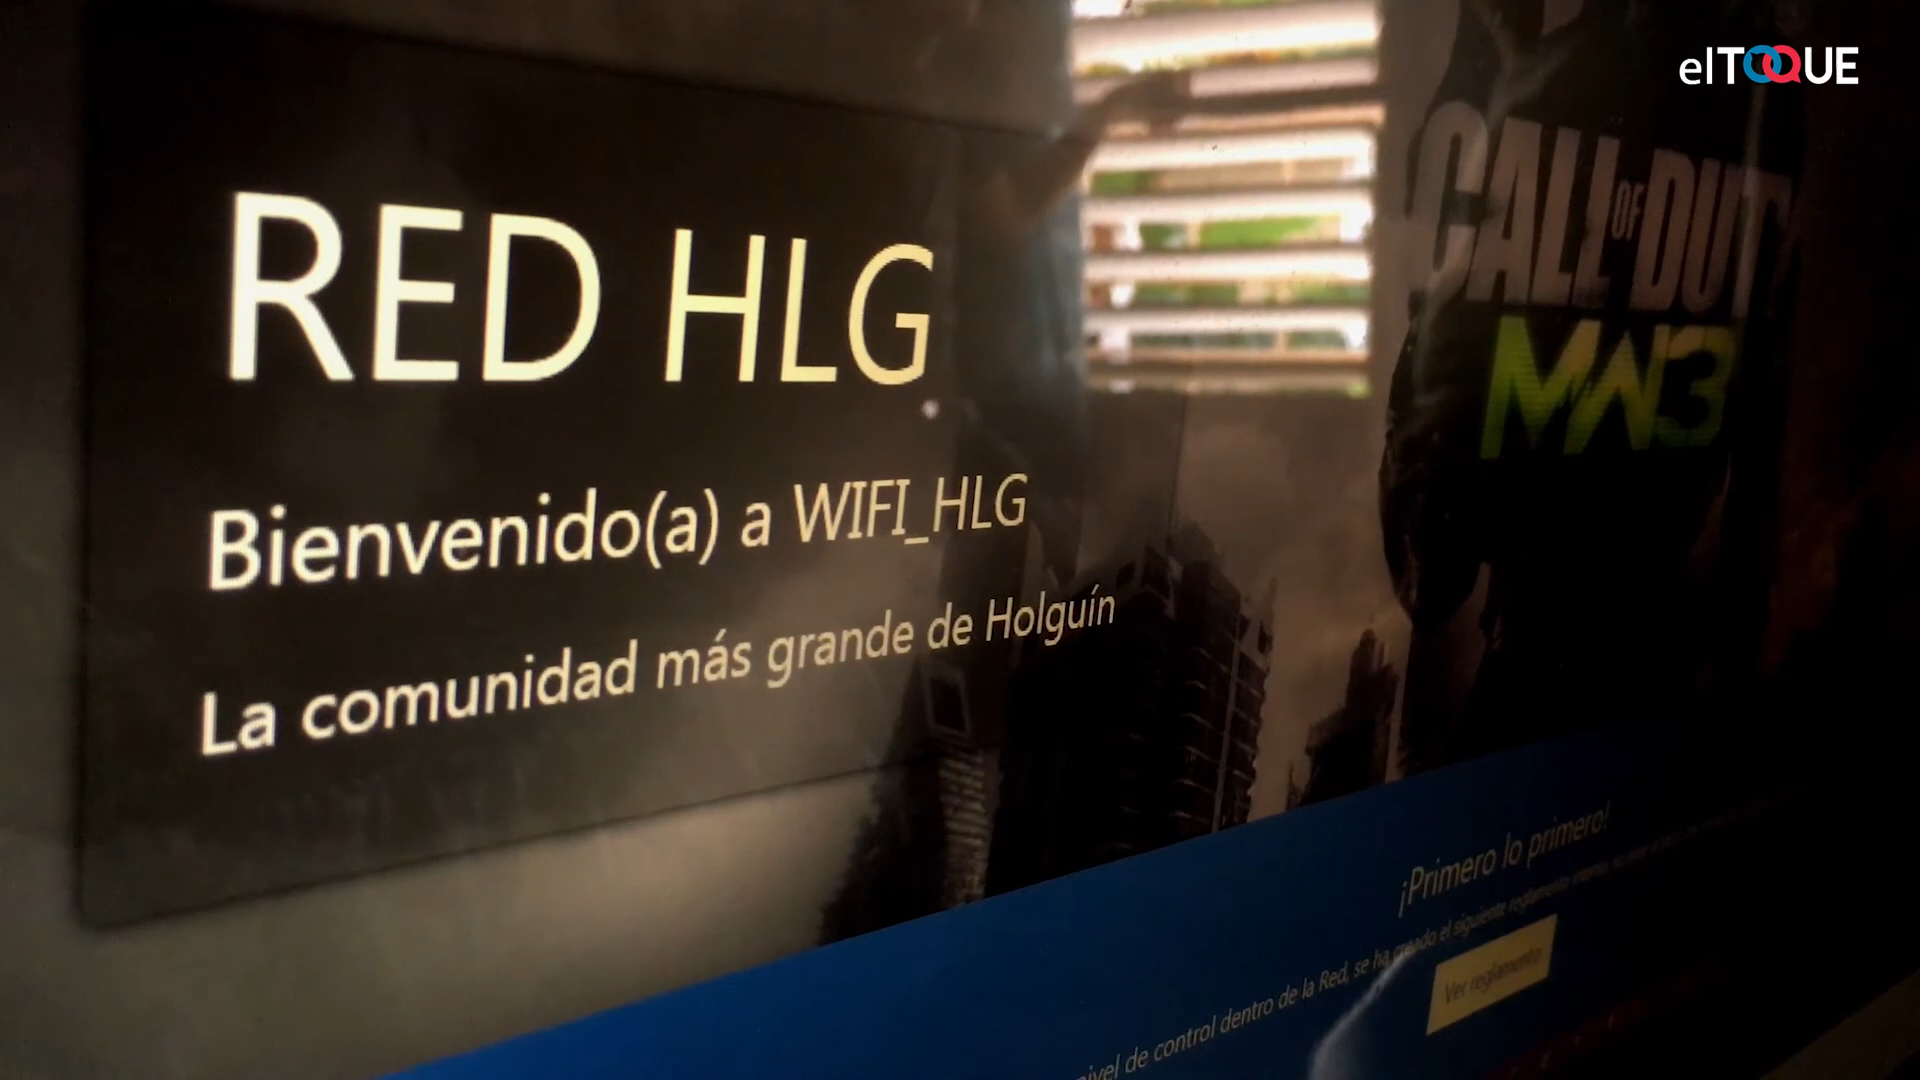 elTOQUE
RED HLG
Bienvenido(a) a WIFI_HLG
La comunidad más grande de Holguín
CALL OF DUTY
MW3
¡Primero lo primero!
nivel de control dentro de la Red, se ha creado el siguiente reglamento interno,
Ver reglamento